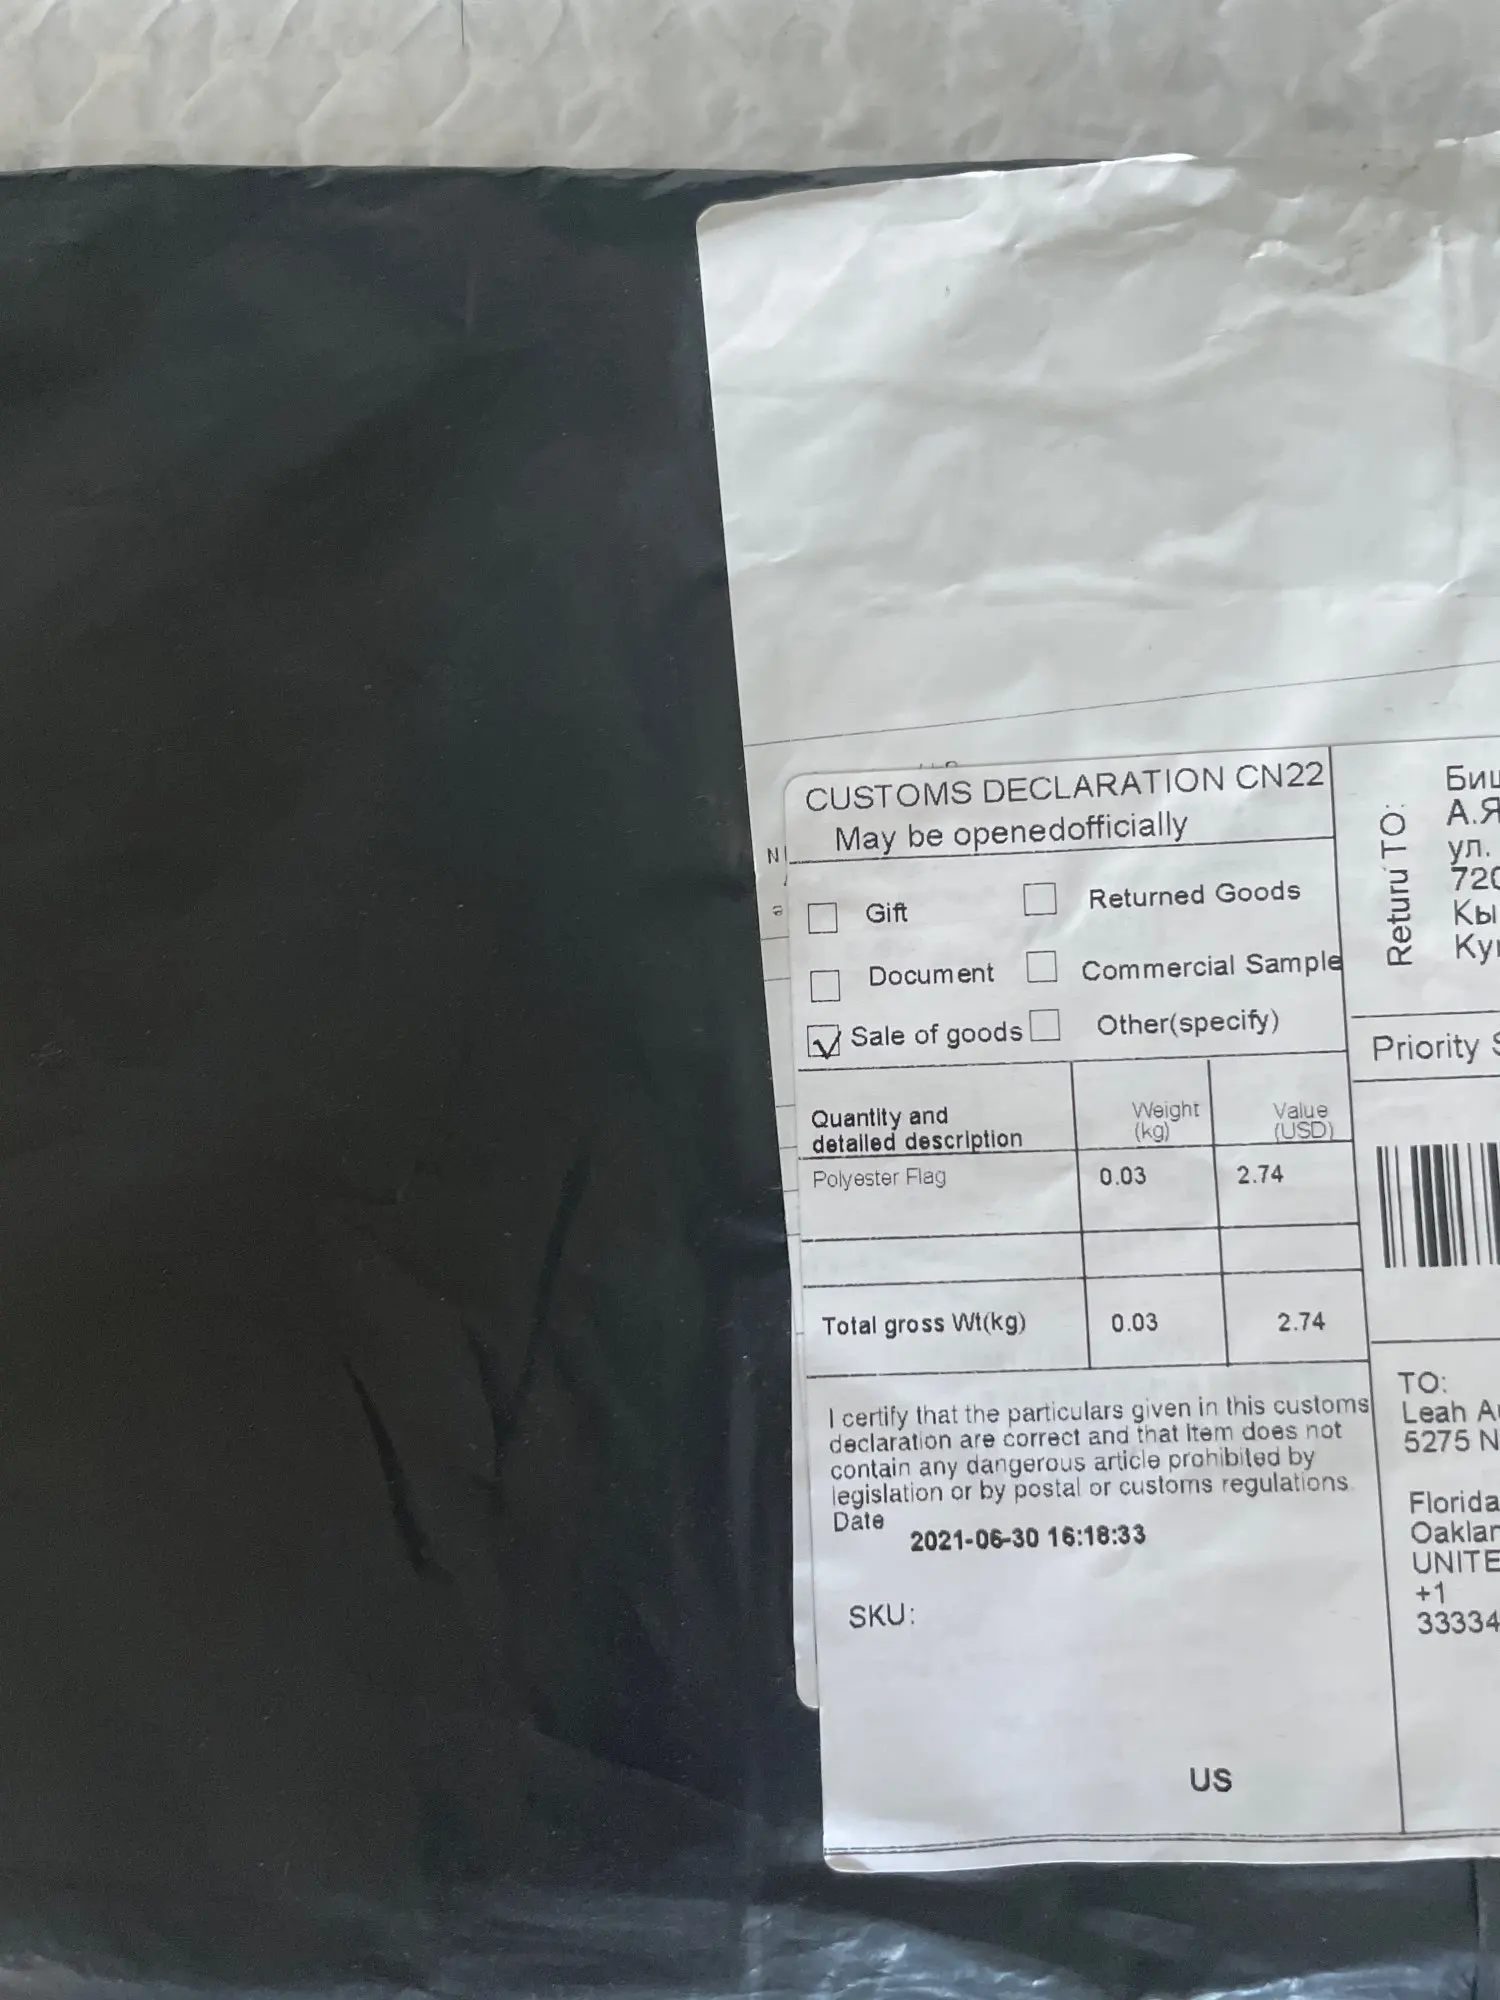 CUSTOMS DECLARATION CN22
May be openedofficially
Gift
Returned Goods
Document
Commercial Sample
Sale of goods
Other(specify)
Quantity and
detailed description
Weight
(kg)
Value
(USD)
Polyester Flag
0.03
2.74
Total gross Wt(kg)
0.03
2.74
I certify that the particulars given in this customs
declaration are correct and that item does not
contain any dangerous article prohibited by
legislation or by postal or customs regulations.
Date
2021-06-30 16:18:33
SKU:
US
Returu TO:
А.Я
ул.
Priority
TO:
Leah
5275 N
Florida
+1
33334